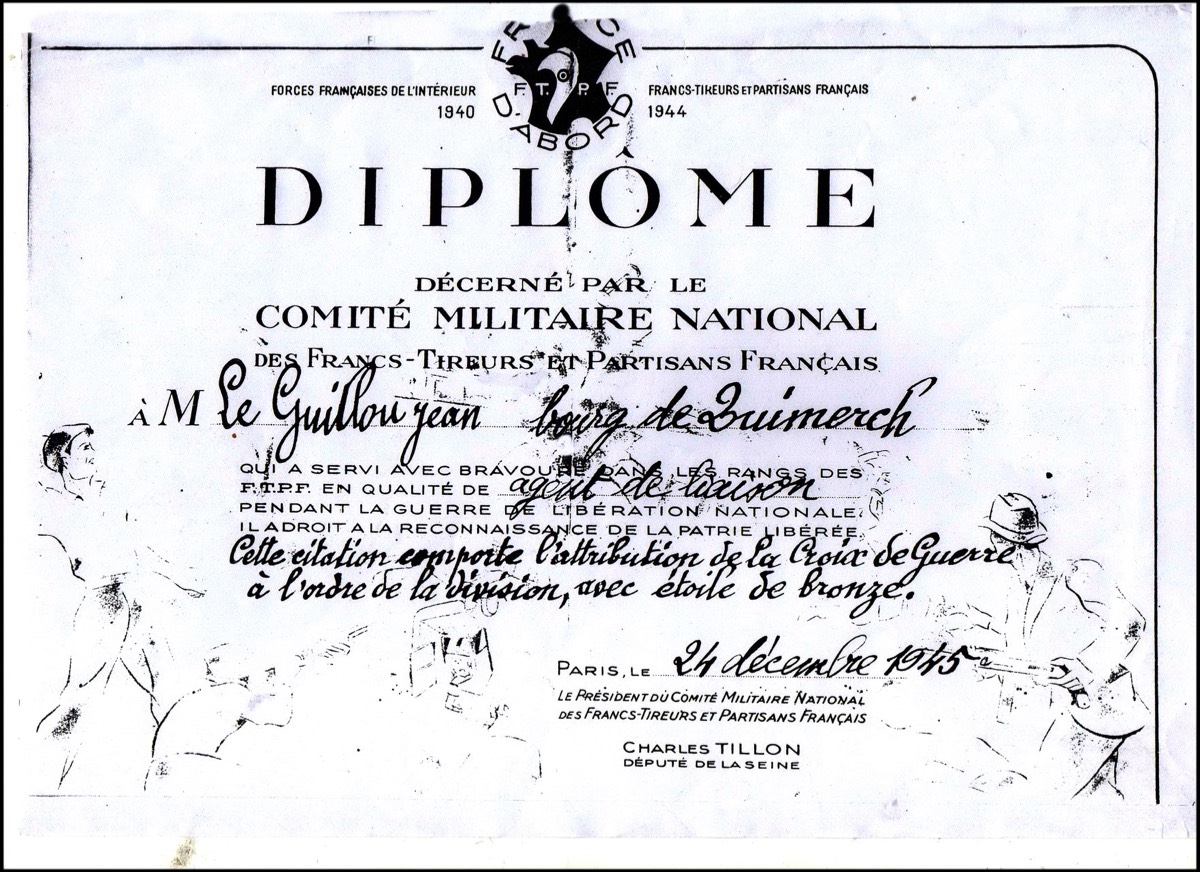 FRANCE
F.T.P.F.
D'ABORD
FORCES FRANÇAISES DE L'INTÉRIEUR
1940
FRANCS-TIREURS ET PARTISANS FRANÇAIS
1944
DIPLÔME
DÉCERNÉ PAR LE
COMITÉ MILITAIRE NATIONAL
DES FRANCS-TIREURS ET PARTISANS FRANÇAIS
À M Le Guillou jean bourg de Quimerch
QUI A SERVI AVEC BRAVOURE DANS LES RANGS DES
F.T.P.F. EN QUALITÉ DE agent de liaison
PENDANT LA GUERRE DE LIBÉRATION NATIONALE.
IL A DROIT A LA RECONNAISSANCE DE LA PATRIE LIBÉRÉE.
Cette citation comporte l'attribution de la Croix de Guerre
à l'ordre de la division, avec étoile de bronze.
PARIS, LE 24 décembre 1945
LE PRÉSIDENT DU COMITÉ MILITAIRE NATIONAL
DES FRANCS-TIREURS ET PARTISANS FRANÇAIS
CHARLES TILLON
DÉPUTÉ DE LA SEINE